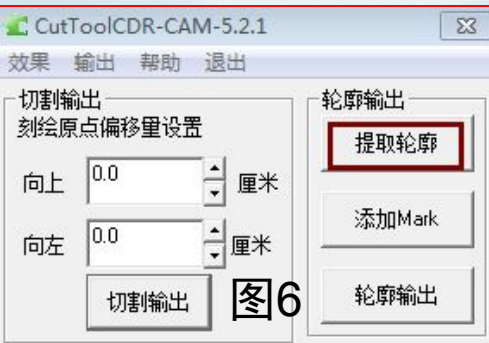 CutToolCDR-CAM-5.2.1
效果 输出 帮助 退出
切割输出
刻绘原点偏移量设置
向上 0.0 厘米
向左 0.0 厘米
切割输出
图6
轮廓输出
提取轮廓
添加Mark
轮廓输出